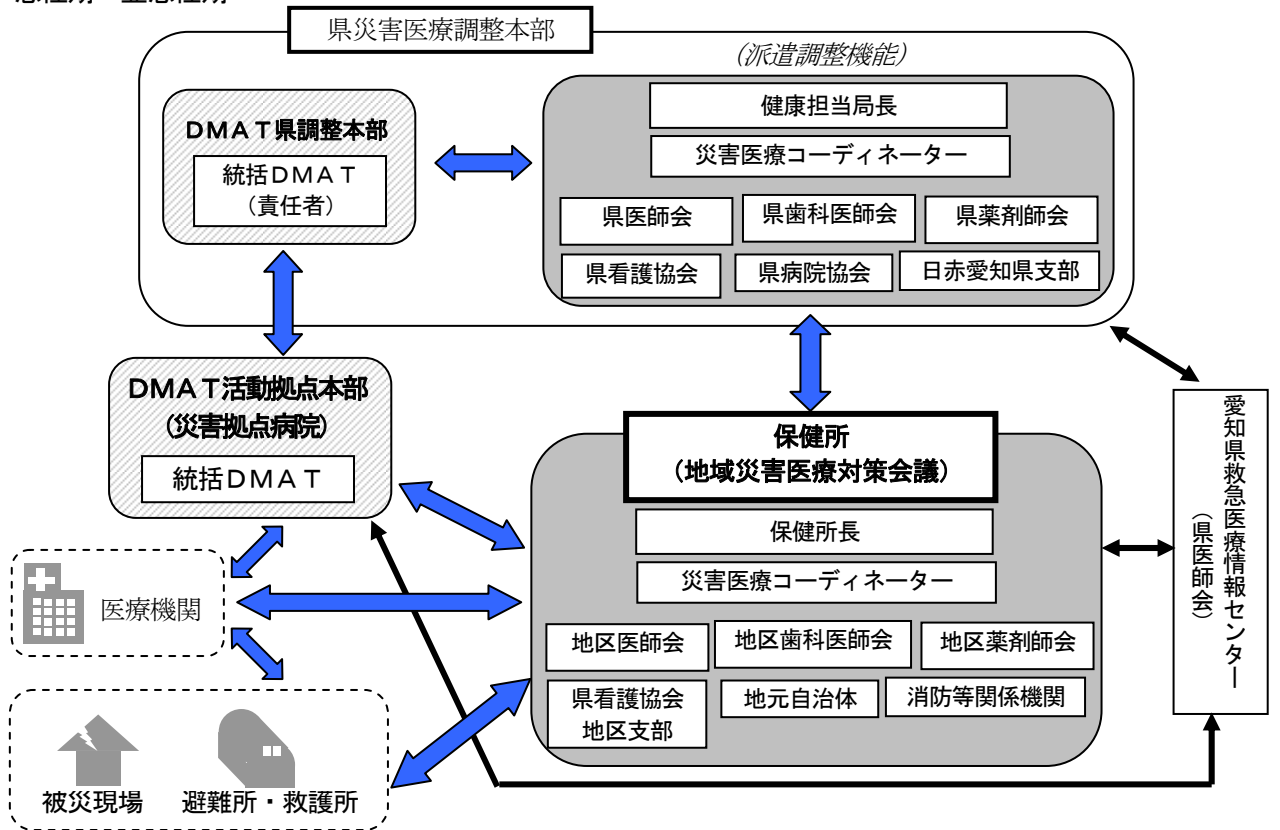 県災害医療調整本部
(派遣調整機能)
DMAT県調整本部
統括DMAT
(責任者)
健康担当局長
災害医療コーディネーター
県医師会
県歯科医師会
県薬剤師会
県看護協会
県病院協会
日赤愛知県支部
DMAT活動拠点本部
(災害拠点病院)
統括DMAT
保健所
(地域災害医療対策会議)
保健所長
災害医療コーディネーター
地区医師会
地区歯科医師会
地区薬剤師会
県看護協会
地区支部
地元自治体
消防等関係機関
愛知県救急医療情報センター
(県医師会)
医療機関
被災現場
避難所・救護所